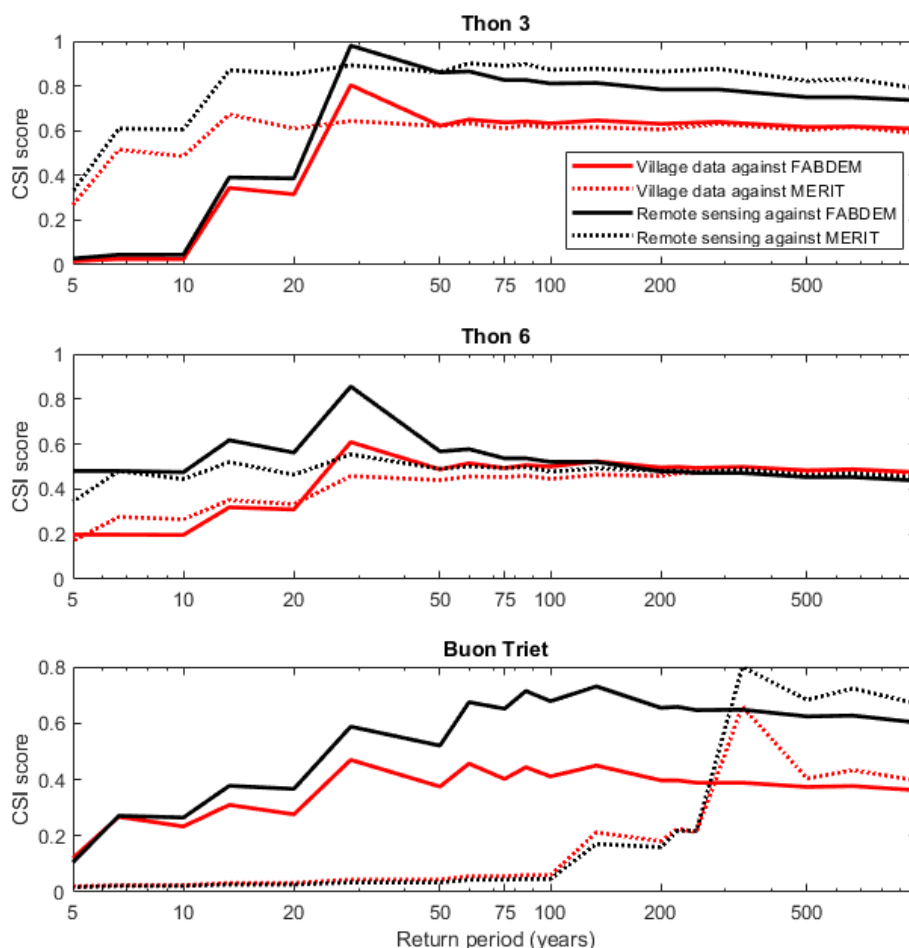 Thon 3
CSI score
1
0.8
0.6
0.4
0.2
0
Village data against FABDEM
Village data against MERIT
Remote sensing against FABDEM
Remote sensing against MERIT
5 10 20 50 75 100 200 500
Thon 6
CSI score
1
0.8
0.6
0.4
0.2
0
5 10 20 50 75 100 200 500
Buon Triet
CSI score
0.8
0.6
0.4
0.2
0
5 10 20 50 75 100 200 500
Return period (years)